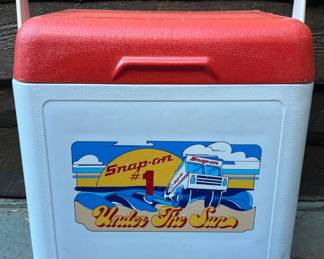 Snap-on
Snap-on
#1
Under The Sun